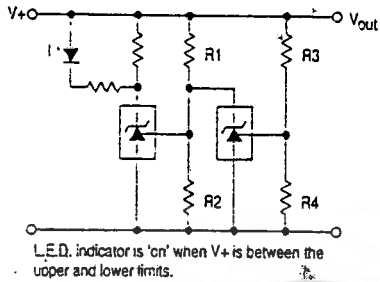 V+
Vout
R1
R3
R2
R4
L.E.D. indicator is 'on' when V+ is between the
upper and lower limits.